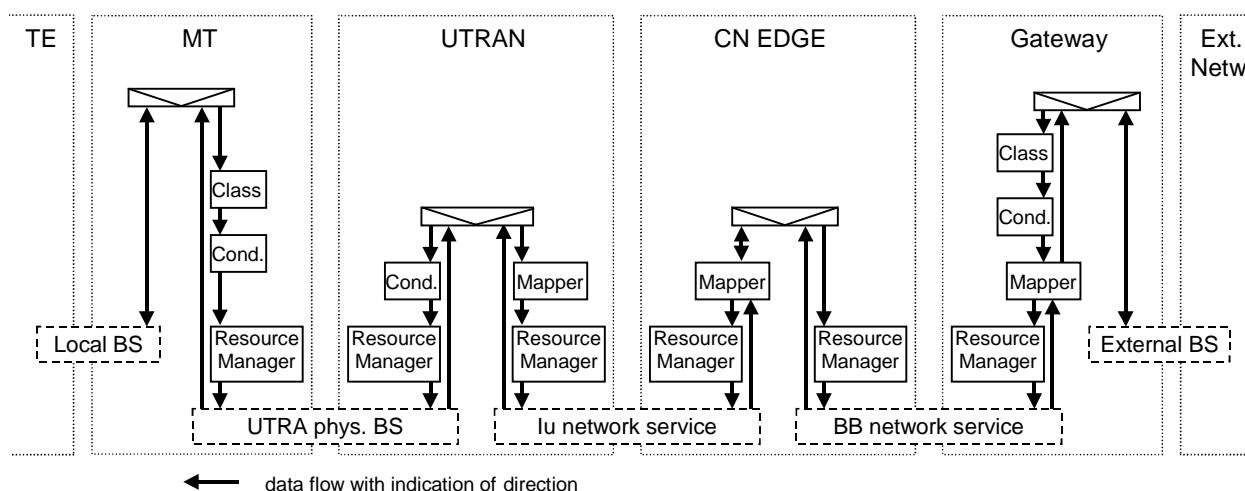 TE
MT
UTRAN
CN EDGE
Gateway
Ext.
Netw
Class
Cond.
Resource
Manager
Cond.
Resource
Manager
Mapper
Resource
Manager
Mapper
Resource
Manager
Resource
Manager
Class
Cond.
Mapper
Resource
Manager
Local BS
External BS
UTRA phys. BS
Iu network service
BB network service
data flow with indication of direction